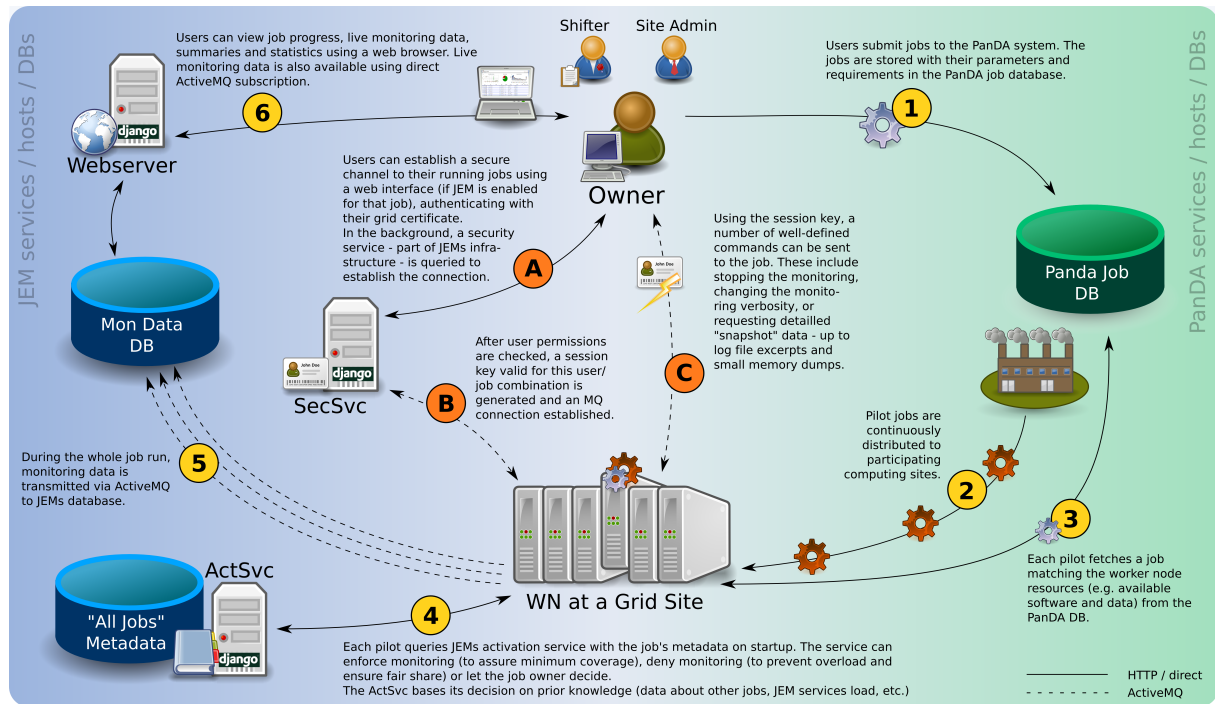 JEM services / hosts / DBs
PanDA services / hosts / DBs
Users can view job progress, live monitoring data,
summaries and statistics using a web browser. Live
monitoring data is also available using direct
ActiveMQ subscription.
6
django
Webserver
Shifter
Site Admin
Owner
Users submit jobs to the PanDA system. The
jobs are stored with their parameters and
requirements in the PanDA job database.
1
Users can establish a secure
channel to their running jobs using
a web interface (if JEM is enabled
for that job), authenticating with
their grid certificate.
In the background, a security
service - part of JEMs infra-
structure - is queried to
establish the connection.
A
John Doe
Using the session key, a
number of well-defined
commands can be sent
to the job. These include
stopping the monitoring,
changing the monito-
ring verbosity, or
requesting detailled
"snapshot" data - up to
log file excerpts and
small memory dumps.
C
Panda Job
DB
Mon Data
DB
John Doe
django
SecSvc
After user permissions
are checked, a session
key valid for this user/
job combination is
generated and an MQ
connection established.
B
Pilot jobs are
continuously
distributed to
participating
computing sites.
2
3
Each pilot fetches a job
matching the worker node
resources (e.g. available
software and data) from the
PanDA DB.
During the whole job run,
monitoring data is
transmitted via ActiveMQ
to JEMs database.
5
WN at a Grid Site
ActSvc
"All Jobs"
Metadata
django
4
Each pilot queries JEMs activation service with the job's metadata on startup. The service can
enforce monitoring (to assure minimum coverage), deny monitoring (to prevent overload and
ensure fair share) or let the job owner decide.
The ActSvc bases its decision on prior knowledge (data about other jobs, JEM services load, etc.)
HTTP / direct
ActiveMQ